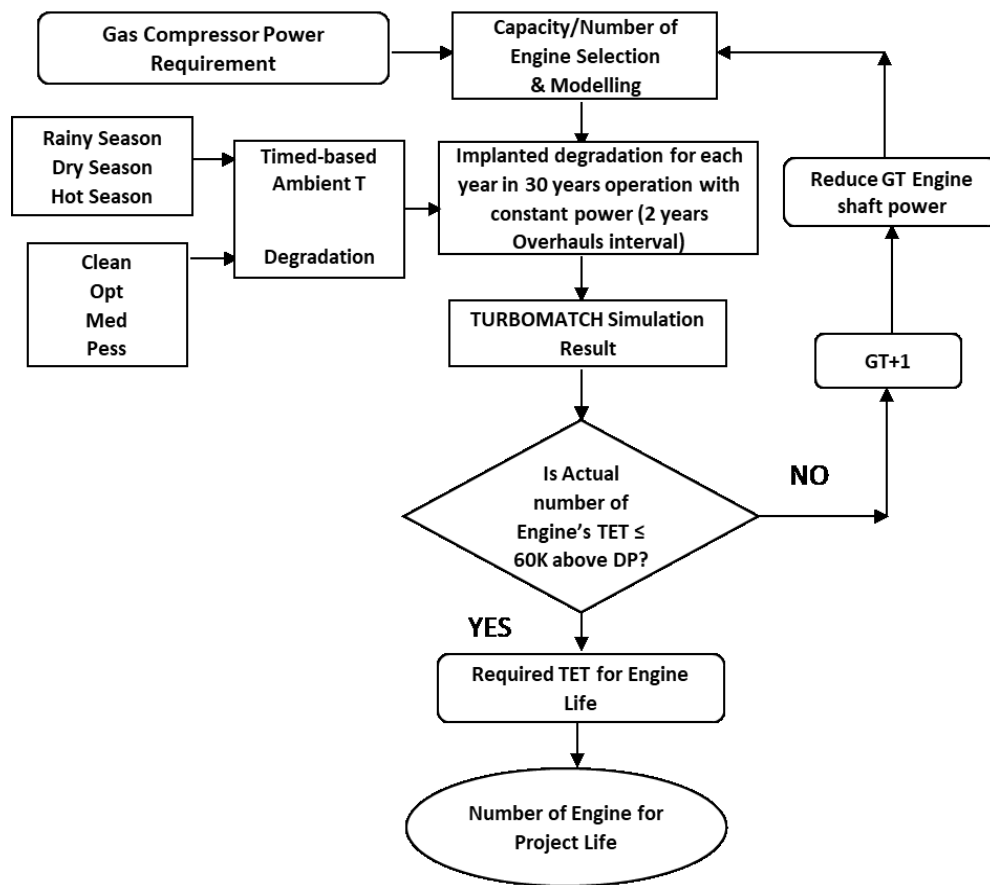 Gas Compressor Power
Requirement
Capacity/Number of
Engine Selection
& Modelling
Rainy Season
Dry Season
Hot Season
Timed-based
Ambient T
Degradation
Implanted degradation for each
year in 30 years operation with
constant power (2 years
Overhauls interval)
Reduce GT Engine
shaft power
Clean
Opt
Med
Pess
TURBOMATCH Simulation
Result
GT+1
Is Actual
number of
Engine's TET ≤
60K above DP?
NO
YES
Required TET for Engine
Life
Number of Engine for
Project Life